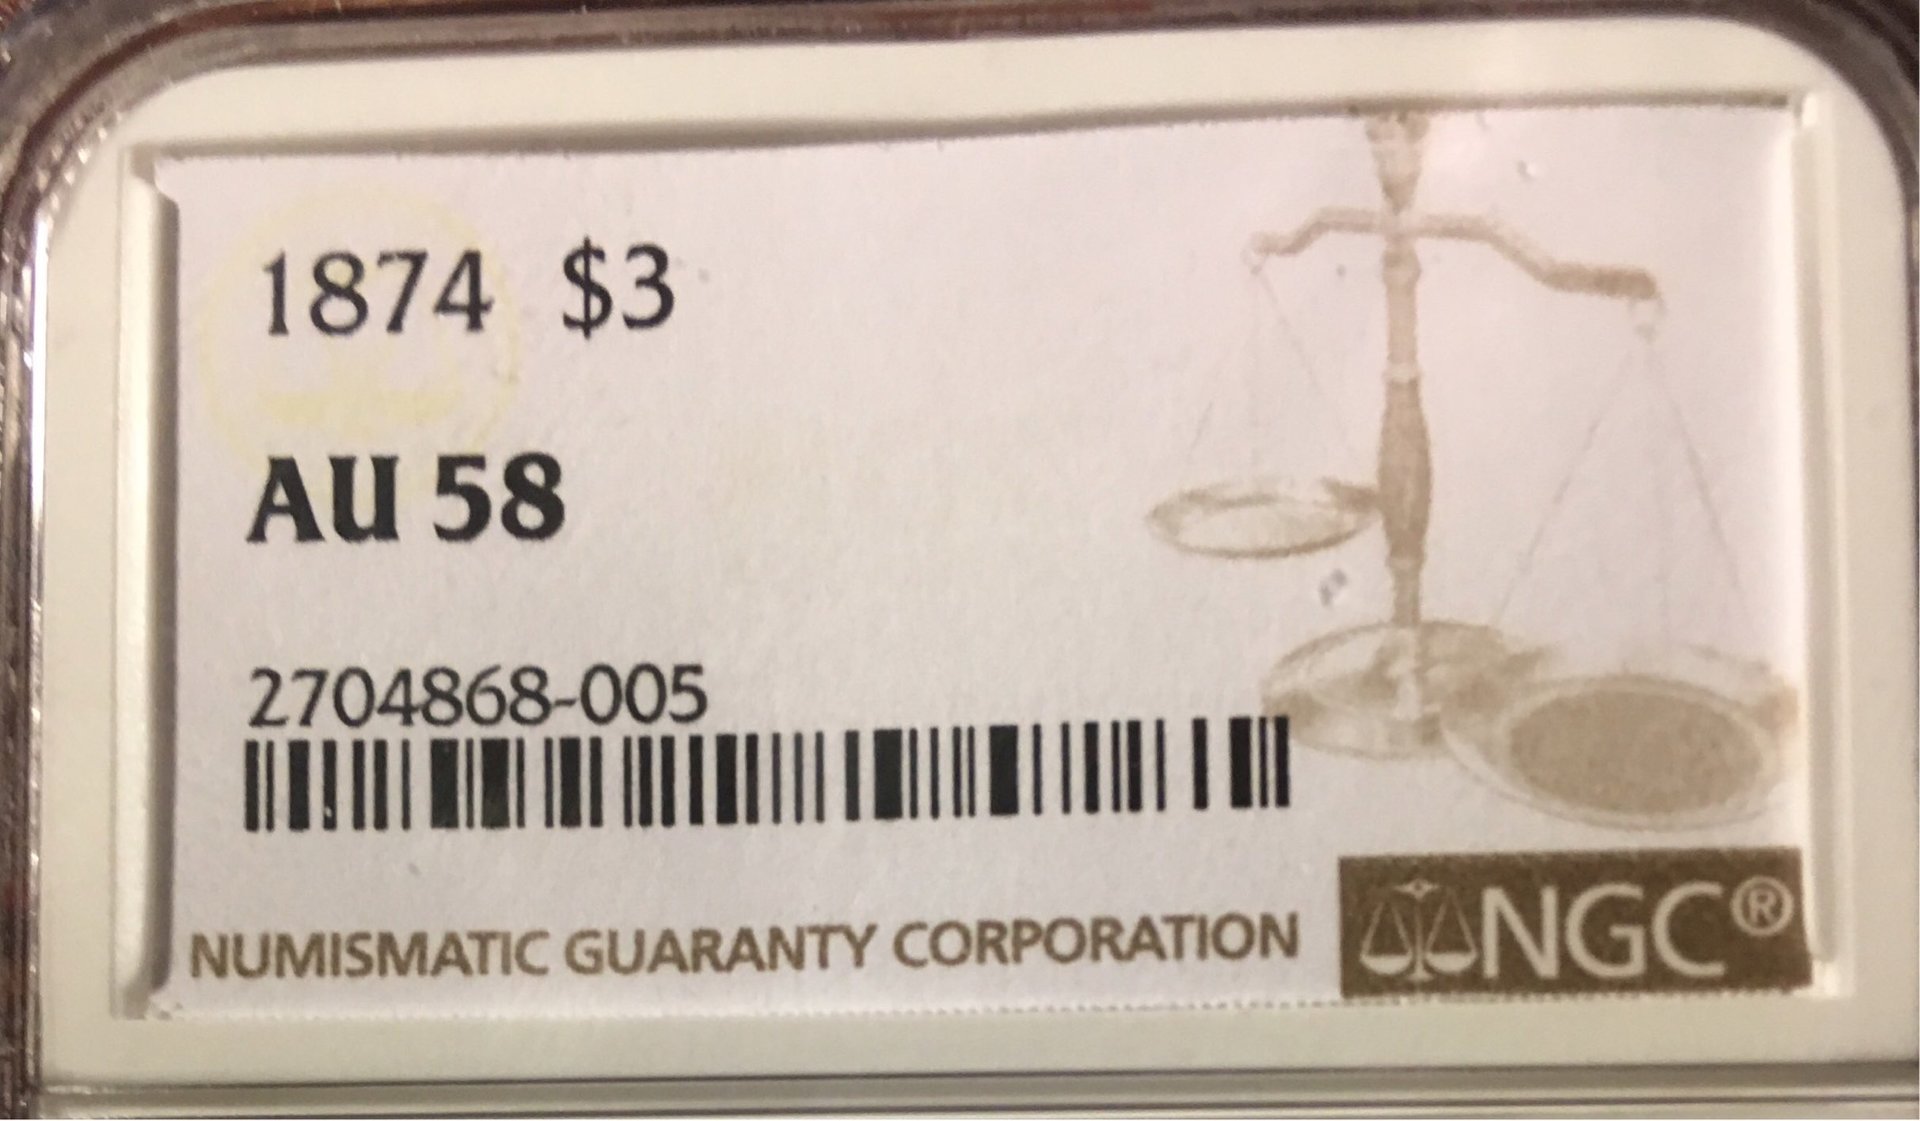 1874 $3
AU 58
2704868-005
NUMISMATIC GUARANTY CORPORATION
NGC®